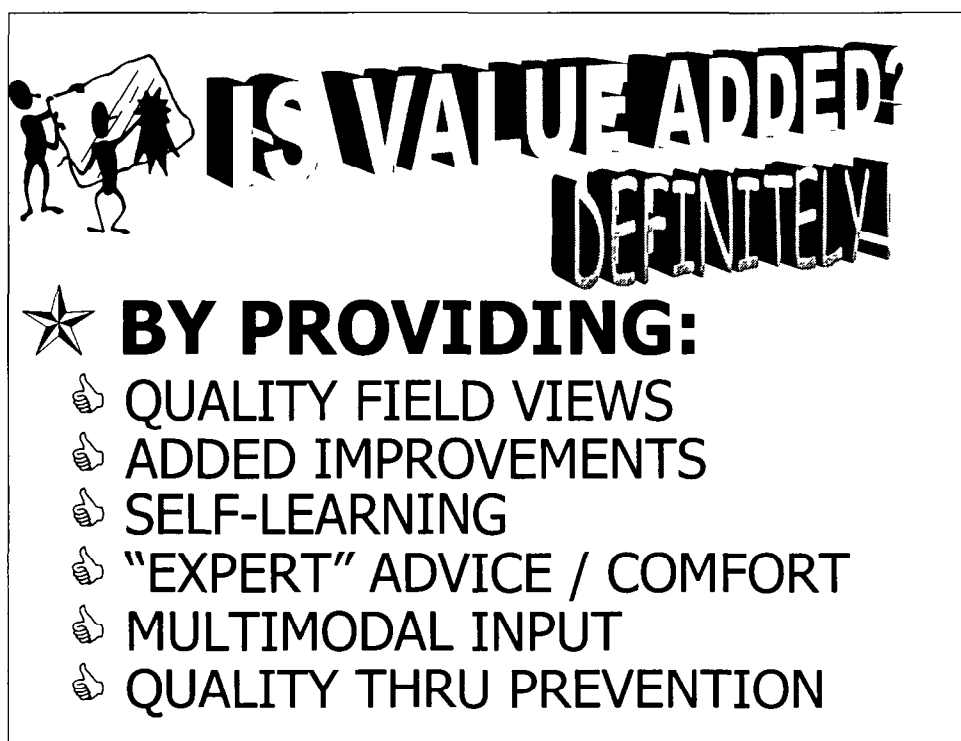 IS VALUE ADDED?
DEFINITELY!
BY PROVIDING:
QUALITY FIELD VIEWS
ADDED IMPROVEMENTS
SELF-LEARNING
“EXPERT” ADVICE / COMFORT
MULTIMODAL INPUT
QUALITY THRU PREVENTION